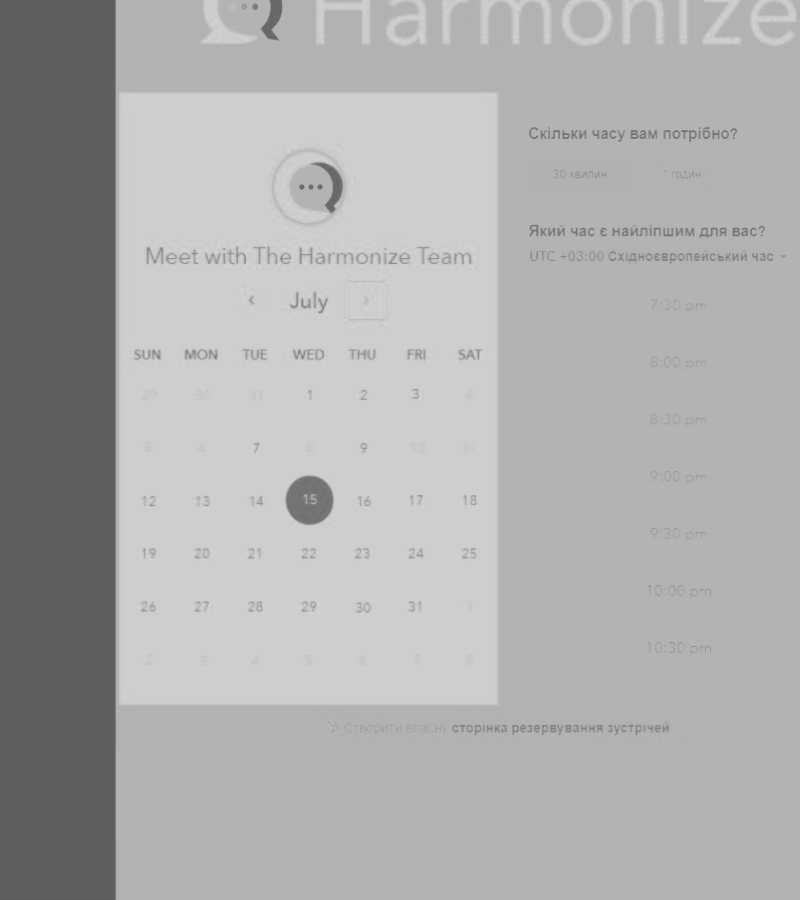 Harmonize
Meet with The Harmonize Team
‹ July ›
SUN MON TUE WED THU FRI SAT
29 30 31 1 2 3 4
5 6 7 8 9 10 11
12 13 14 15 16 17 18
19 20 21 22 23 24 25
26 27 28 29 30 31 1
2 3 4 5 6 7 8
Скільки часу вам потрібно?
30 хвилин 1 годин
Який час є найліпшим для вас?
UTC +03:00 Східноєвропейський час
7:30 pm
8:00 pm
8:30 pm
9:00 pm
9:30 pm
10:00 pm
10:30 pm
Створити власну сторінка резервування зустрічей